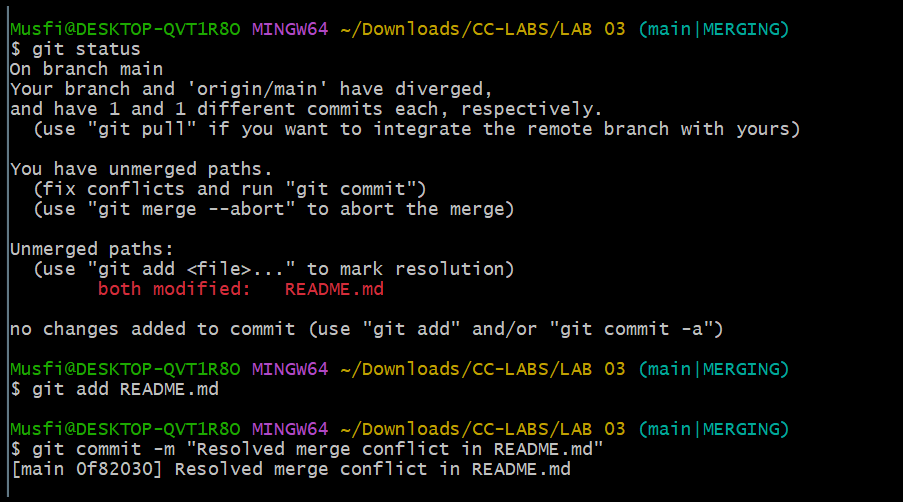 Musfi@DESKTOP-QVT1R8O MINGW64 ~/Downloads/CC-LABS/LAB 03 (main|MERGING)
$ git status
On branch main
Your branch and 'origin/main' have diverged,
and have 1 and 1 different commits each, respectively.
  (use "git pull" if you want to integrate the remote branch with yours)

You have unmerged paths.
  (fix conflicts and run "git commit")
  (use "git merge --abort" to abort the merge)

Unmerged paths:
  (use "git add <file>..." to mark resolution)
        both modified:   README.md

no changes added to commit (use "git add" and/or "git commit -a")

Musfi@DESKTOP-QVT1R8O MINGW64 ~/Downloads/CC-LABS/LAB 03 (main|MERGING)
$ git add README.md

Musfi@DESKTOP-QVT1R8O MINGW64 ~/Downloads/CC-LABS/LAB 03 (main|MERGING)
$ git commit -m "Resolved merge conflict in README.md"
[main 0f82030] Resolved merge conflict in README.md